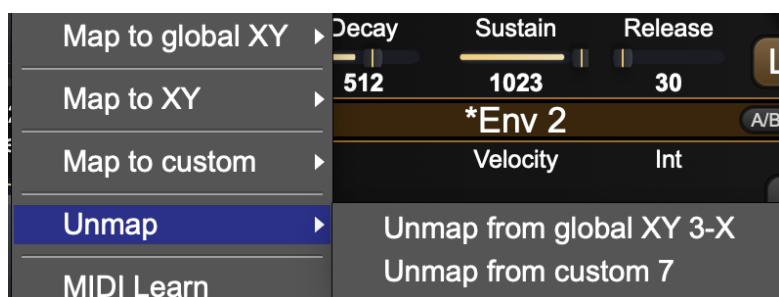 Map to global XY
Decay
Sustain
Release
512
1023
30
Map to XY
*Env 2
A/B
Map to custom
Velocity
Int
Unmap
Unmap from global XY 3-X
Unmap from custom 7
MIDI Learn